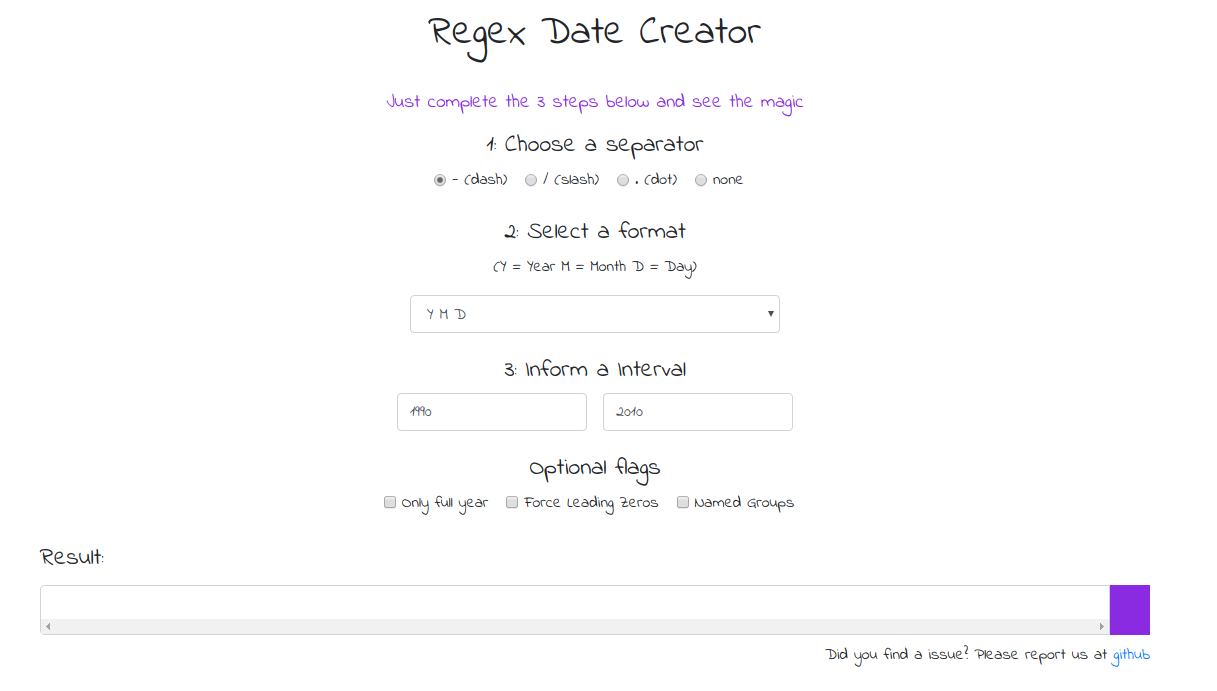 Regex Date Creator
Just complete the 3 steps below and see the magic
1: Choose a separator
- (dash) / (slash) . (dot) none
2: Select a format
(Y = Year M = Month D = Day)
Y M D
3: Inform a Interval
1990 2010
Optional flags
Only full year Force Leading Zeros Named Groups
Result:
Did you find a issue? Please report us at github